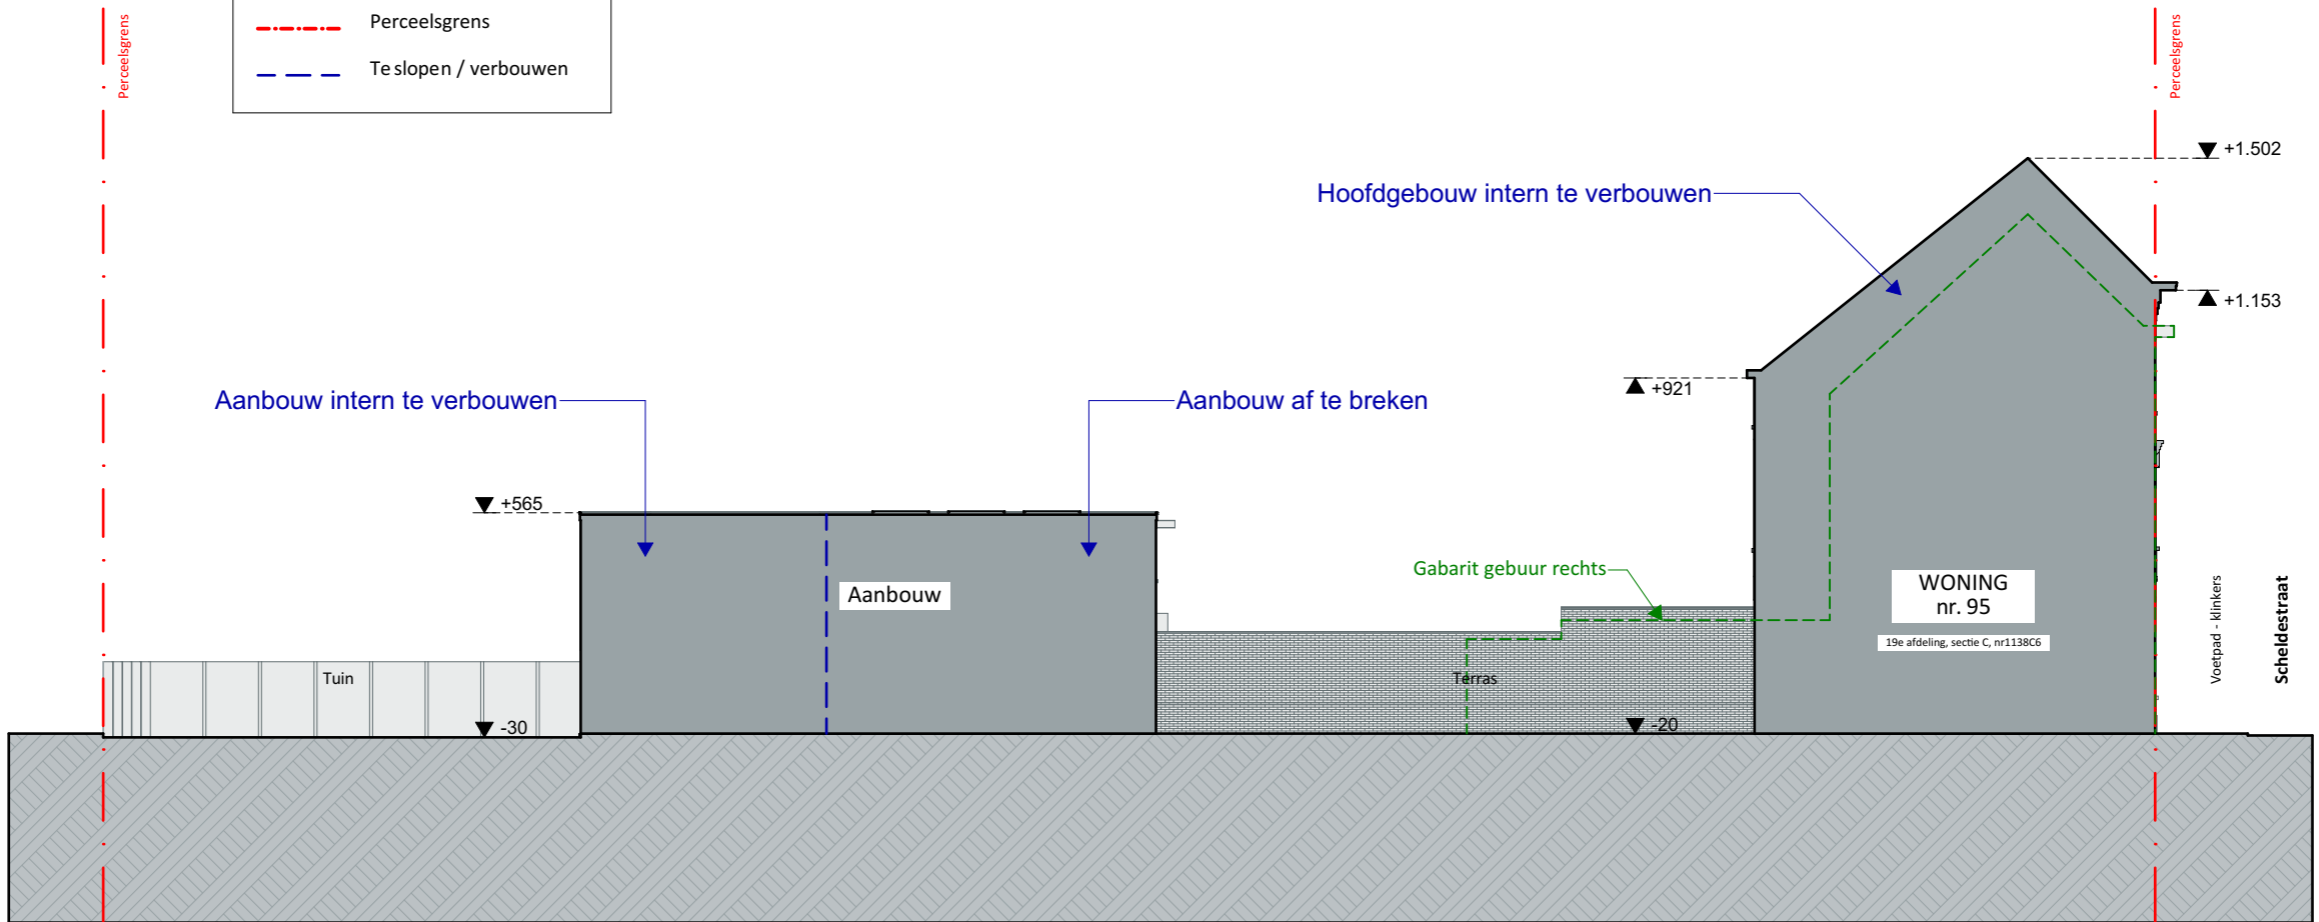 Perceelsgrens
Te slopen / verbouwen
Perceelsgrens
Perceelsgrens
+1.502
Hoofdgebouw intern te verbouwen
+1.153
+921
Aanbouw intern te verbouwen
Aanbouw af te breken
+565
Gabarit gebuur rechts
Aanbouw
WONING
nr. 95
19e afdeling, sectie C, nr1138C6
Voetpad - klinkers
Scheldestraat
Tuin
Terras
-30
-20